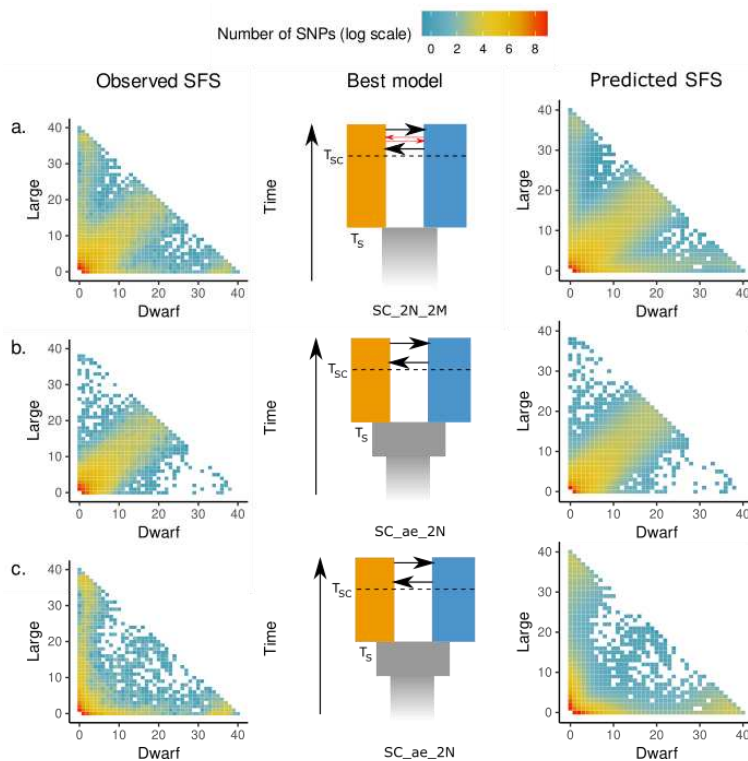 Number of SNPs (log scale)
0 2 4 6 8
Observed SFS Best model Predicted SFS
a.
Large
40
30
20
10
0
0 10 20 30 40
Dwarf
Time
TSC
TS
SC_2N_2M
Large
40
30
20
10
0
0 10 20 30 40
Dwarf
b.
Large
40
30
20
10
0
0 10 20 30 40
Dwarf
Time
TSC
TS
SC_ae_2N
Large
40
30
20
10
0
0 10 20 30 40
Dwarf
c.
Large
40
30
20
10
0
0 10 20 30 40
Dwarf
Time
TSC
TS
SC_ae_2N
Large
40
30
20
10
0
0 10 20 30 40
Dwarf